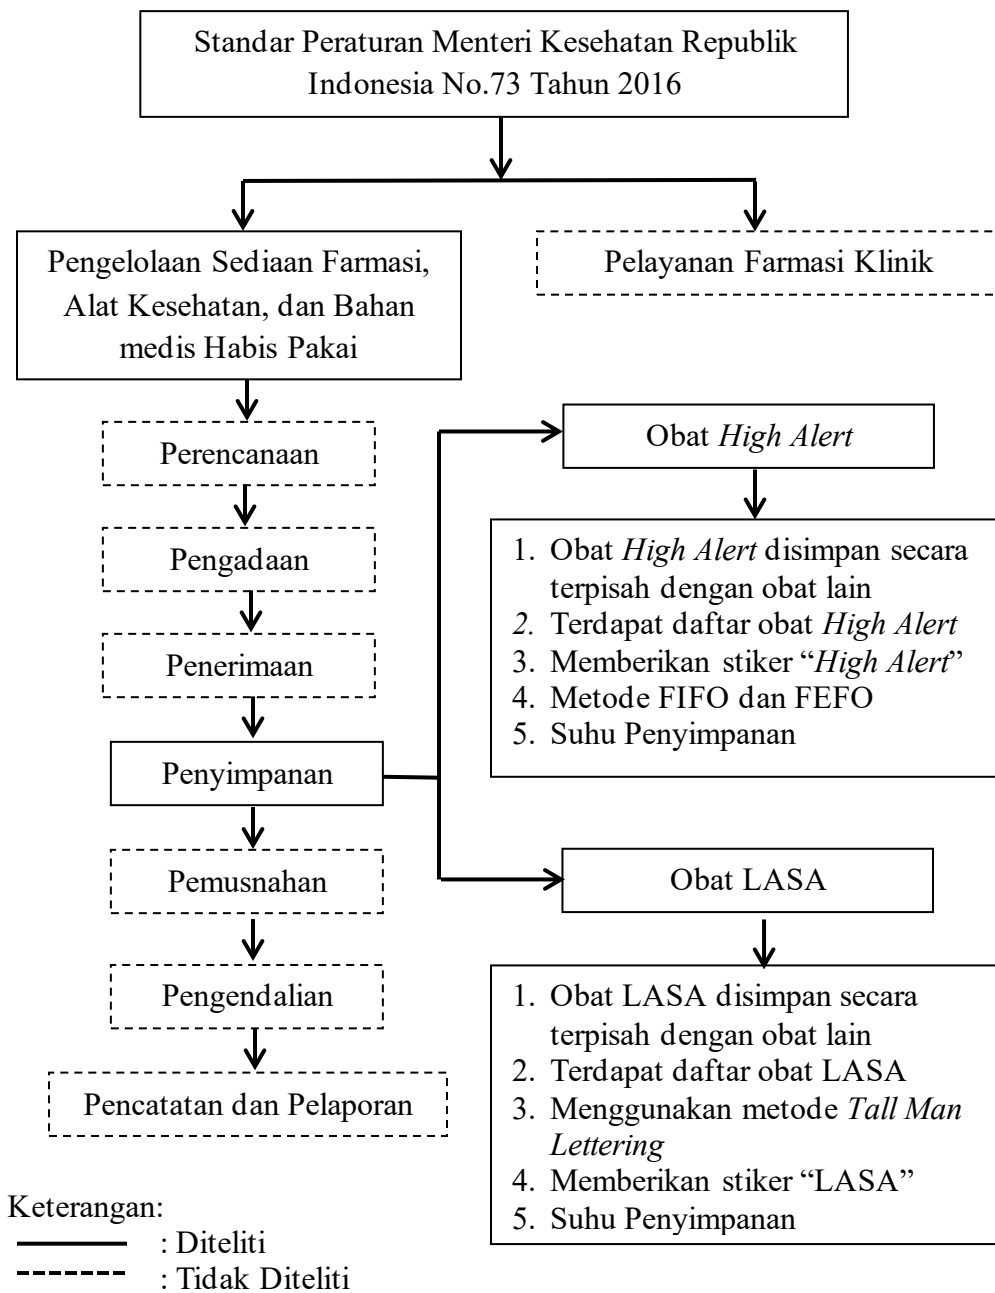 Standar Peraturan Menteri Kesehatan Republik
Indonesia No.73 Tahun 2016
Pengelolaan Sediaan Farmasi,
Alat Kesehatan, dan Bahan
medis Habis Pakai
Pelayanan Farmasi Klinik
Perencanaan
Pengadaan
Penerimaan
Penyimpanan
Pemusnahan
Pengendalian
Pencatatan dan Pelaporan
Obat High Alert
1. Obat High Alert disimpan secara
terpisah dengan obat lain
2. Terdapat daftar obat High Alert
3. Memberikan stiker “High Alert”
4. Metode FIFO dan FEFO
5. Suhu Penyimpanan
Obat LASA
1. Obat LASA disimpan secara
terpisah dengan obat lain
2. Terdapat daftar obat LASA
3. Menggunakan metode Tall Man
Lettering
4. Memberikan stiker “LASA”
5. Suhu Penyimpanan
Keterangan:
: Diteliti
: Tidak Diteliti